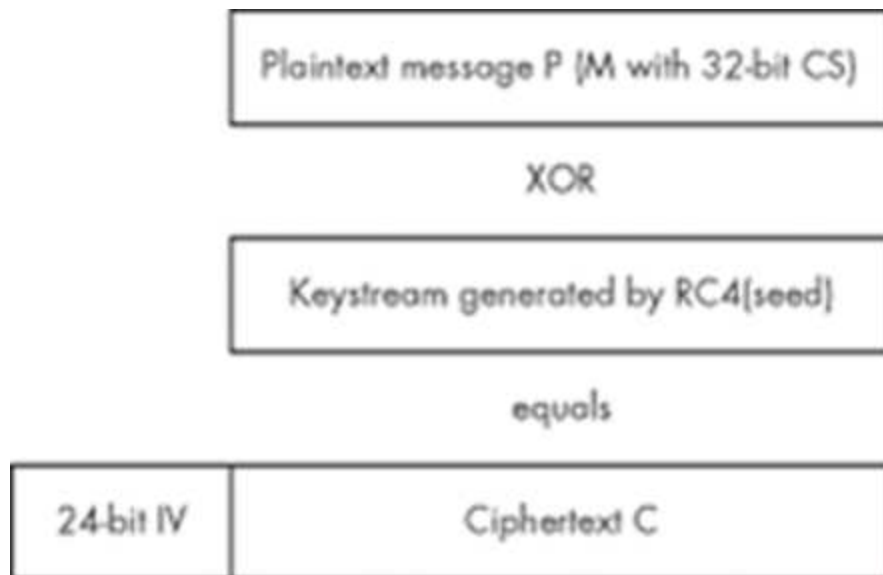 Plaintext message P (M with 32-bit CS)
XOR
Keystream generated by RC4(seed)
equals
24-bit IV
Ciphertext C